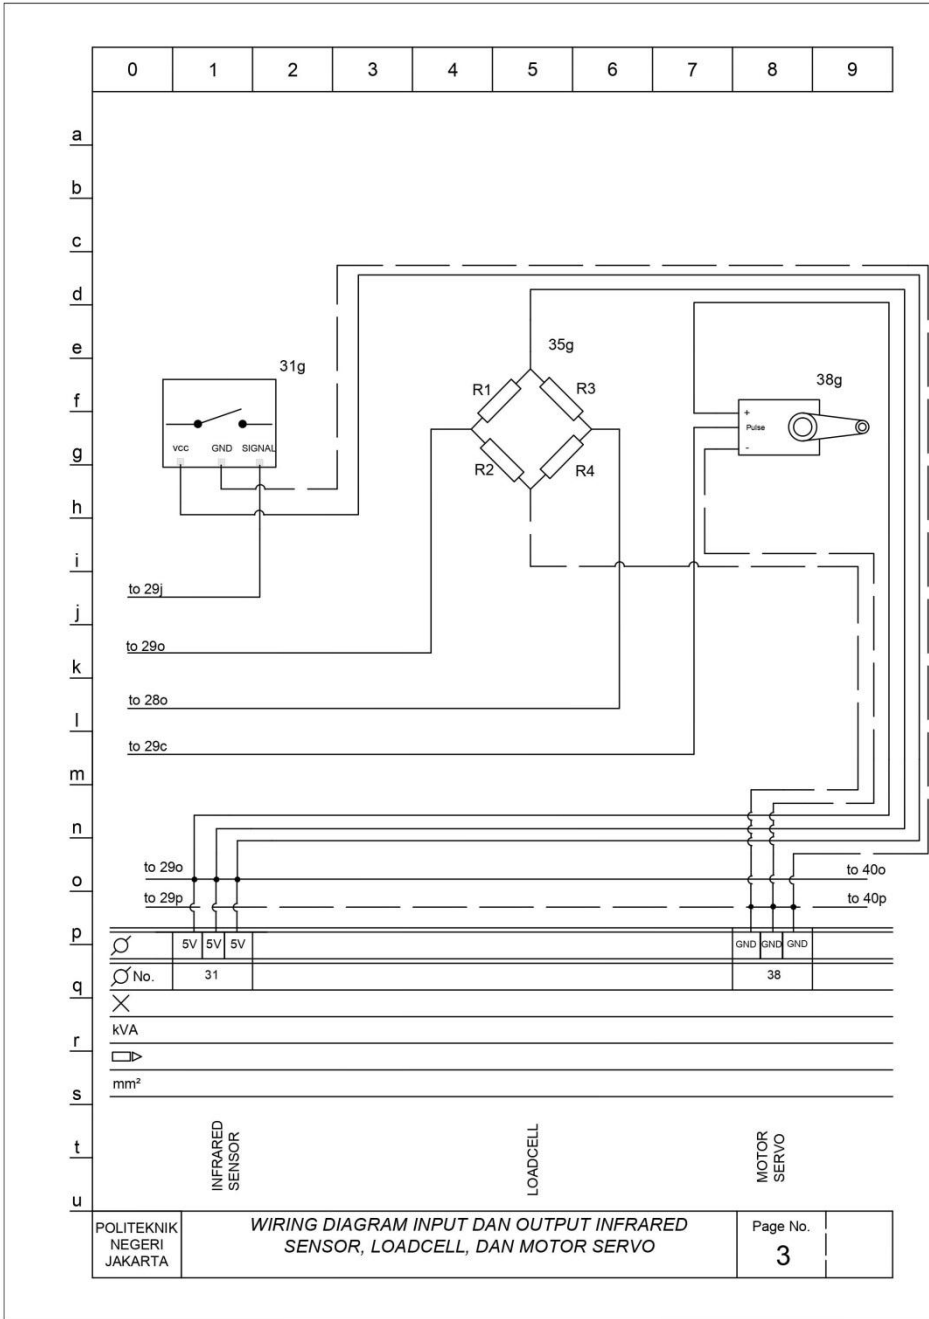 0 1 2 3 4 5 6 7 8 9
a
b
c
d
e
f
g
h
i
j
k
l
m
n
o
p
q
r
s
t
u
31g
vcc GND SIGNAL
35g
R1 R3
R2 R4
38g
+
Pulse
-
to 29j
to 29o
to 28o
to 29c
to 29o to 40o
to 29p to 40p
5V 5V 5V GND GND GND
No. 31 38
kVA
mm²
INFRARED
SENSOR
LOADCELL
MOTOR
SERVO
POLITEKNIK
NEGERI
JAKARTA
WIRING DIAGRAM INPUT DAN OUTPUT INFRARED
SENSOR, LOADCELL, DAN MOTOR SERVO
Page No.
3